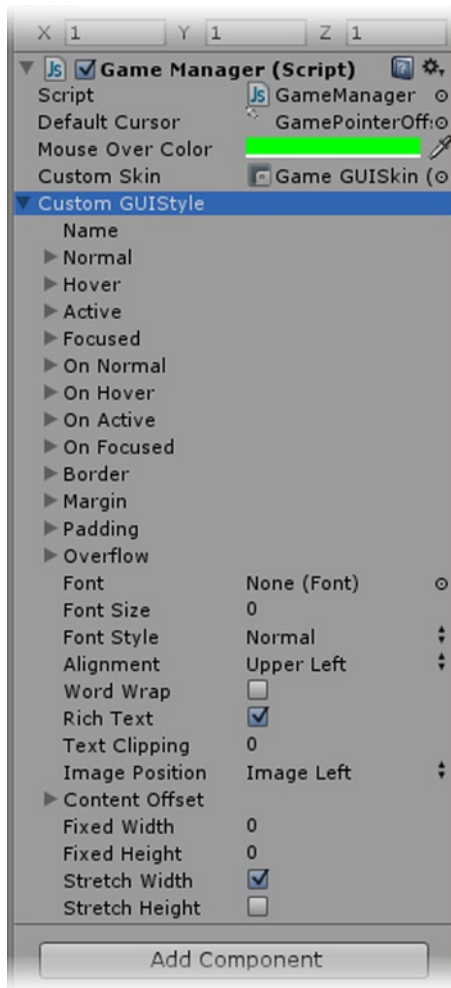 X 1 Y 1 Z 1
Js Game Manager (Script)
Script Js GameManager
Default Cursor GamePointerOff
Mouse Over Color
Custom Skin Game GUISkin (
Custom GUIStyle
Name
Normal
Hover
Active
Focused
On Normal
On Hover
On Active
On Focused
Border
Margin
Padding
Overflow
Font None (Font)
Font Size 0
Font Style Normal
Alignment Upper Left
Word Wrap
Rich Text
Text Clipping 0
Image Position Image Left
Content Offset
Fixed Width 0
Fixed Height 0
Stretch Width
Stretch Height
Add Component